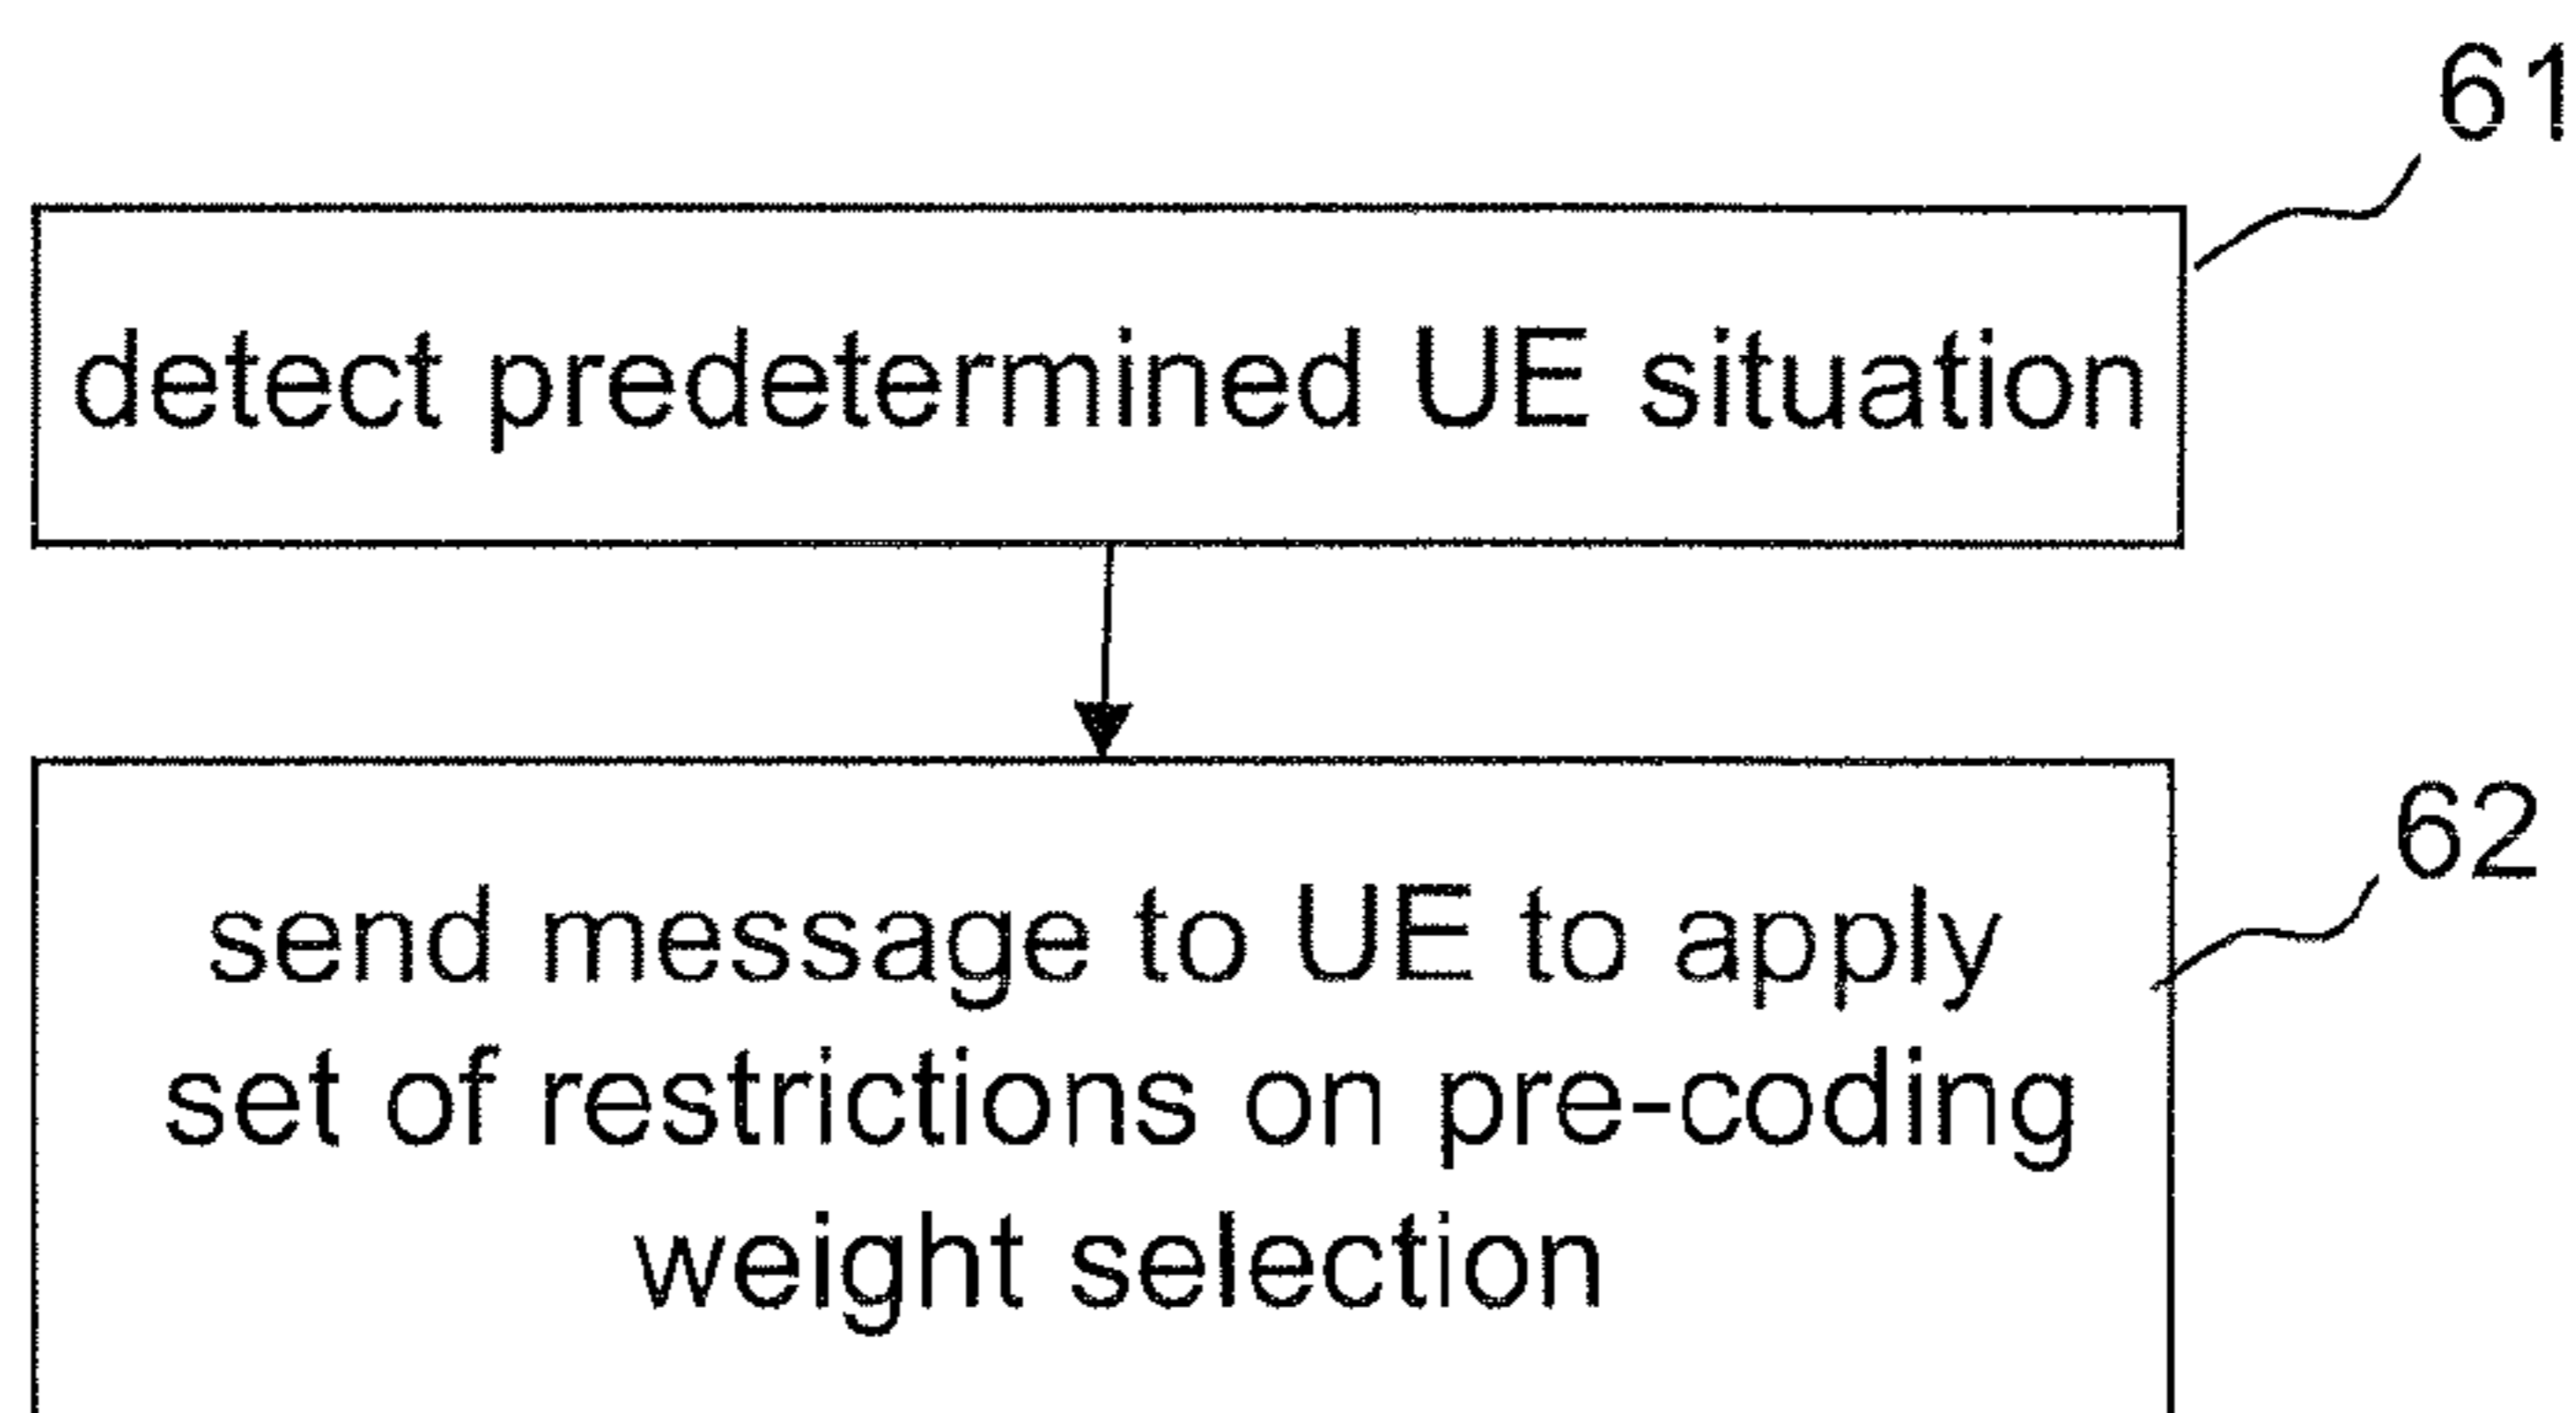 61
detect predetermined UE situation
62
send message to UE to apply
set of restrictions on pre-coding
weight selection